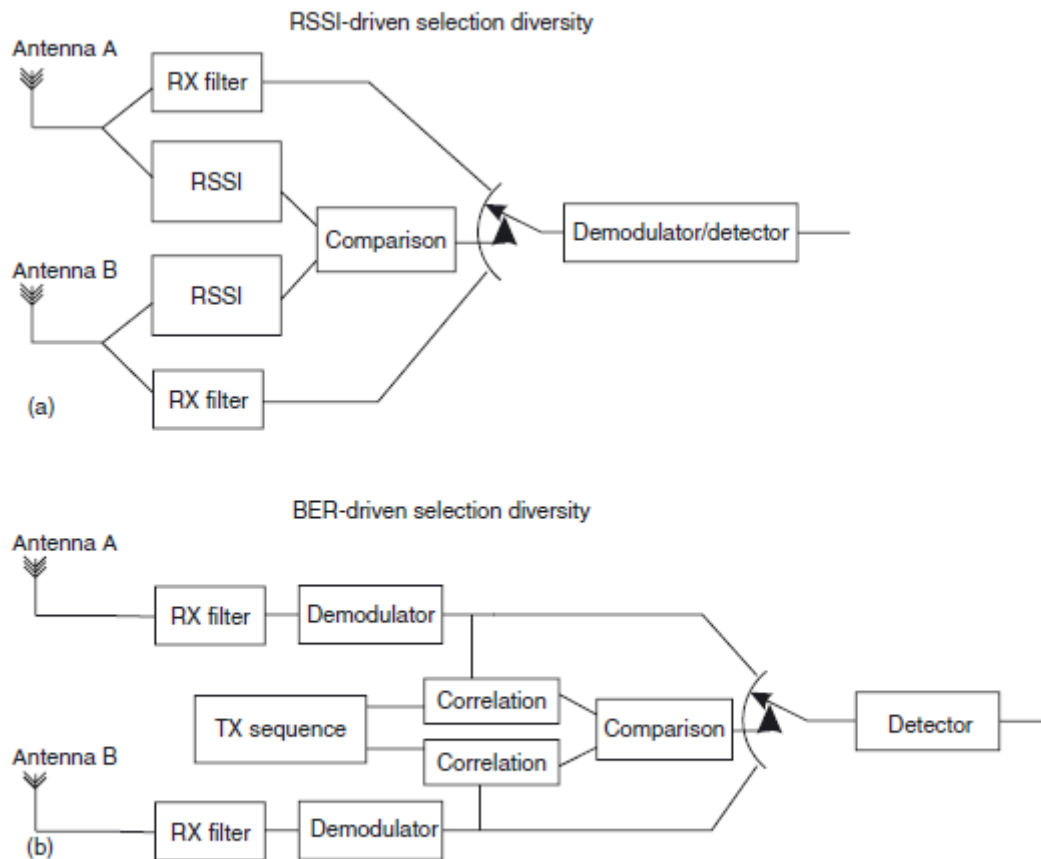 RSSI-driven selection diversity
Antenna A
RX filter
RSSI
Comparison
Demodulator/detector
Antenna B
RSSI
RX filter
(a)
BER-driven selection diversity
Antenna A
RX filter
Demodulator
Correlation
TX sequence
Comparison
Detector
Correlation
Antenna B
RX filter
Demodulator
(b)